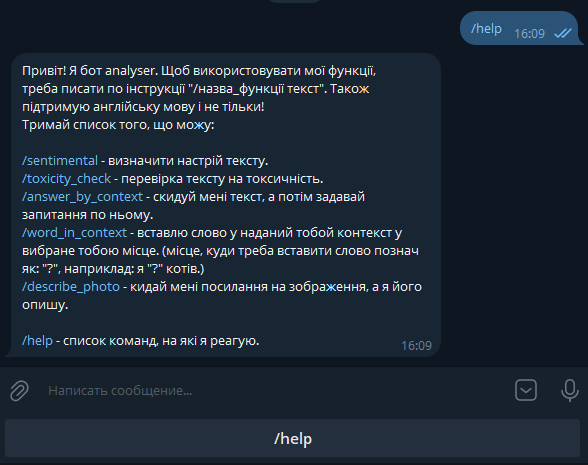 /help
16:09
Привіт! Я бот analyser. Щоб використовувати мої функції,
треба писати по інструкції "/назва_функції текст". Також
підтримую англійську мову і не тільки!
Тримай список того, що можу:
/sentimental - визначити настрій тексту.
/toxicity_check - перевірка тексту на токсичність.
/answer_by_context - скидуй мені текст, а потім задавай
запитання по ньому.
/word_in_context - вставлю слово у наданий тобой контекст у
вибране тобою місце. (місце, куди треба вставити слово познач
як: "?", наприклад: я "?" котів.)
/describe_photo - кидай мені посилання на зображення, а я його
опишу.
/help - список команд, на які я реагую.
16:09
Написать сообщение...
/help